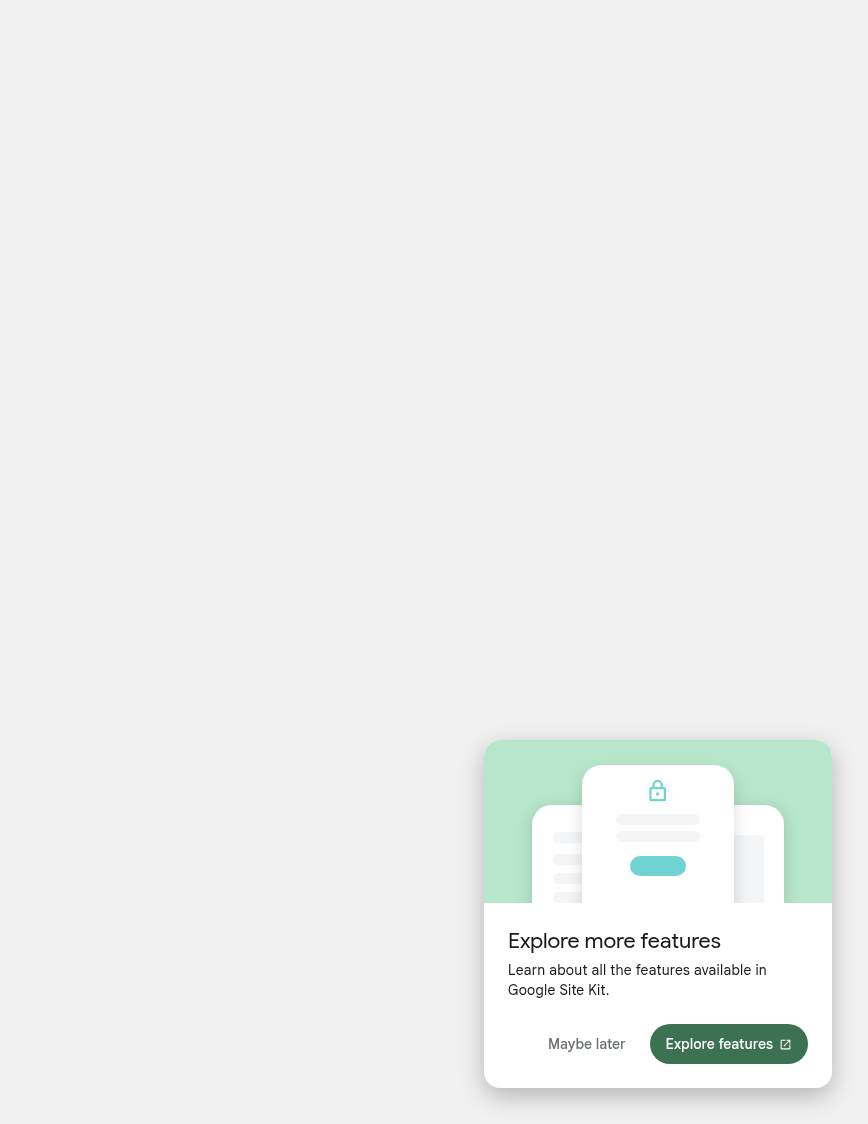 Explore more features
Learn about all the features available in
Google Site Kit.
Maybe later
Explore features